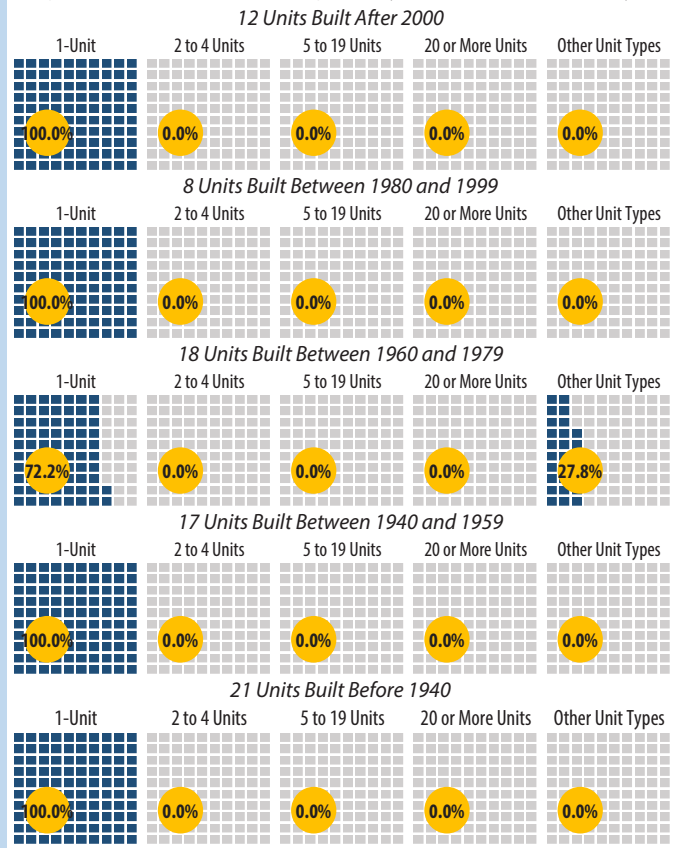 12 Units Built After 2000
1-Unit 2 to 4 Units 5 to 19 Units 20 or More Units Other Unit Types
100.0% 0.0% 0.0% 0.0% 0.0%
8 Units Built Between 1980 and 1999
1-Unit 2 to 4 Units 5 to 19 Units 20 or More Units Other Unit Types
100.0% 0.0% 0.0% 0.0% 0.0%
18 Units Built Between 1960 and 1979
1-Unit 2 to 4 Units 5 to 19 Units 20 or More Units Other Unit Types
72.2% 0.0% 0.0% 0.0% 27.8%
17 Units Built Between 1940 and 1959
1-Unit 2 to 4 Units 5 to 19 Units 20 or More Units Other Unit Types
100.0% 0.0% 0.0% 0.0% 0.0%
21 Units Built Before 1940
1-Unit 2 to 4 Units 5 to 19 Units 20 or More Units Other Unit Types
100.0% 0.0% 0.0% 0.0% 0.0%